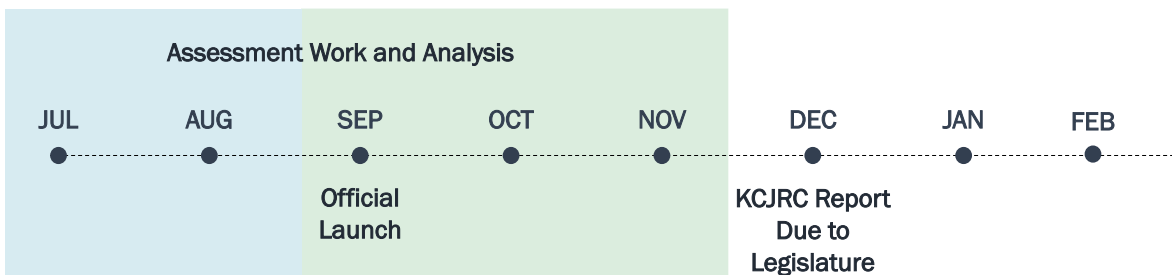 Assessment Work and Analysis
JUL AUG SEP OCT NOV DEC JAN FEB
Official
Launch
KCJRC Report
Due to
Legislature